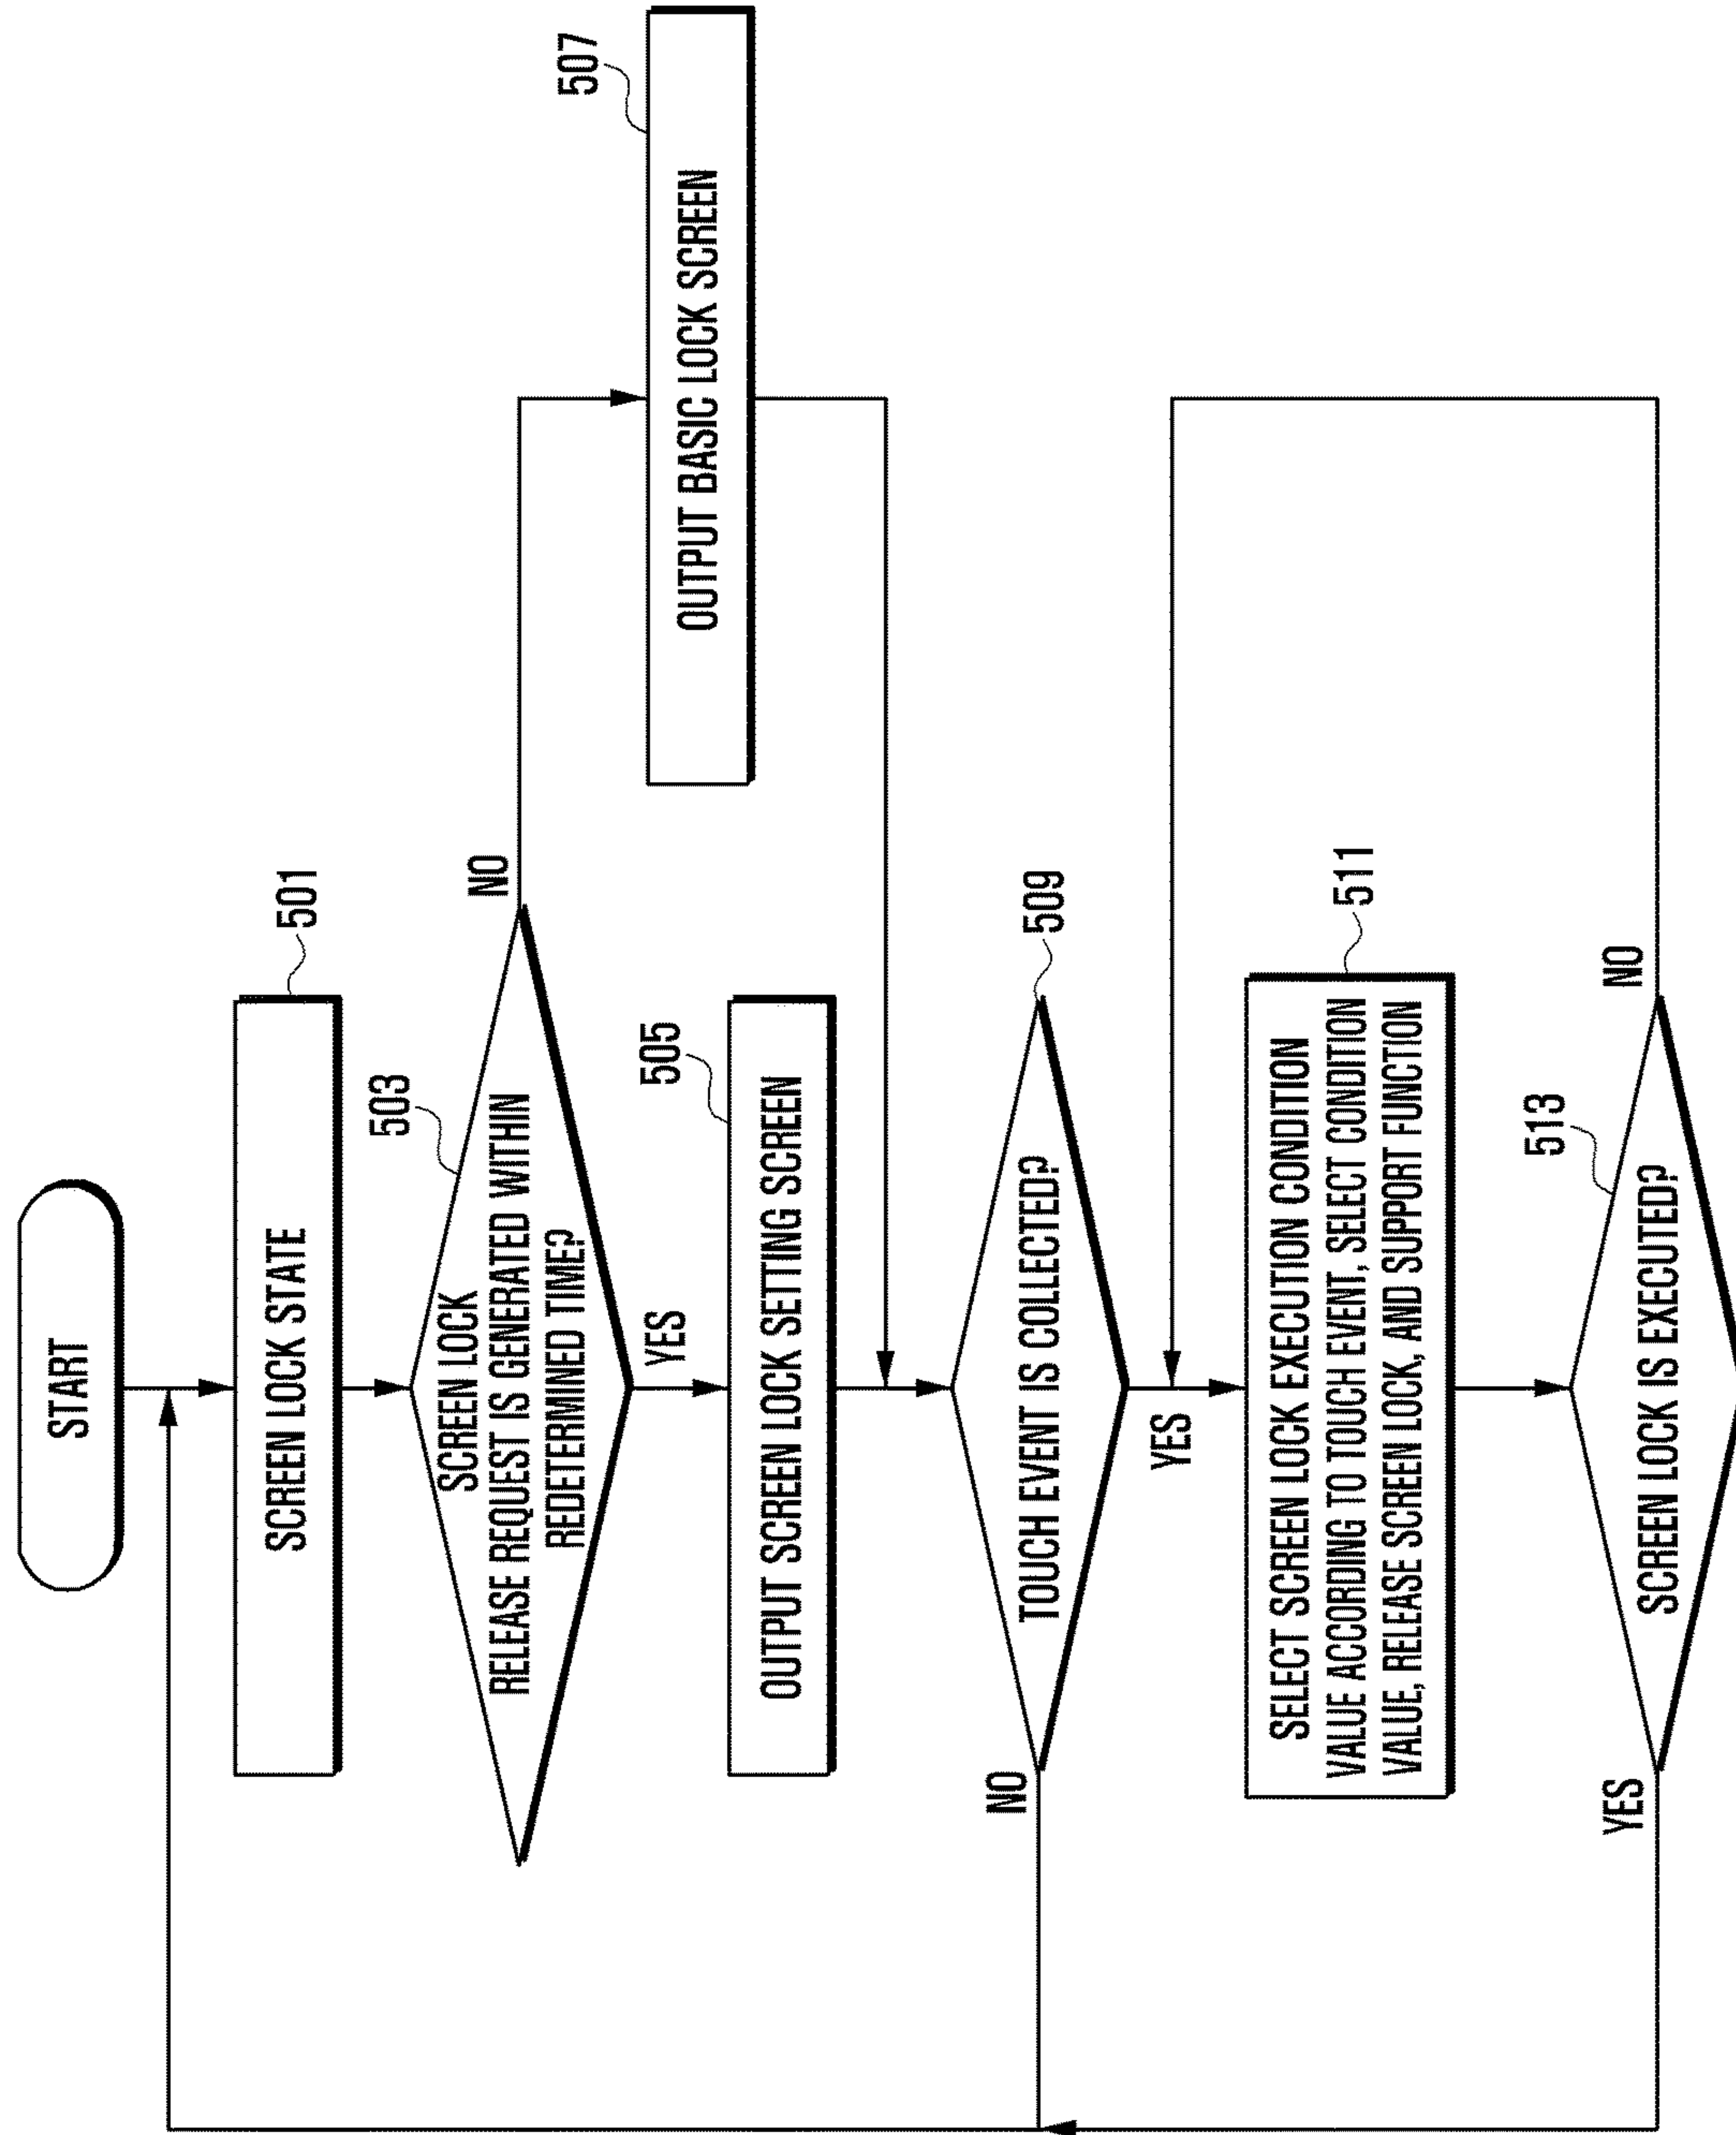 START
SCREEN LOCK STATE
501
SCREEN LOCK
RELEASE REQUEST IS GENERATED WITHIN
REDETERMINED TIME?
503
NO
YES
OUTPUT SCREEN LOCK SETTING SCREEN
505
OUTPUT BASIC LOCK SCREEN
507
TOUCH EVENT IS COLLECTED?
509
NO
YES
SELECT SCREEN LOCK EXECUTION CONDITION
VALUE ACCORDING TO TOUCH EVENT, SELECT CONDITION
VALUE, RELEASE SCREEN LOCK, AND SUPPORT FUNCTION
511
SCREEN LOCK IS EXECUTED?
513
NO
YES